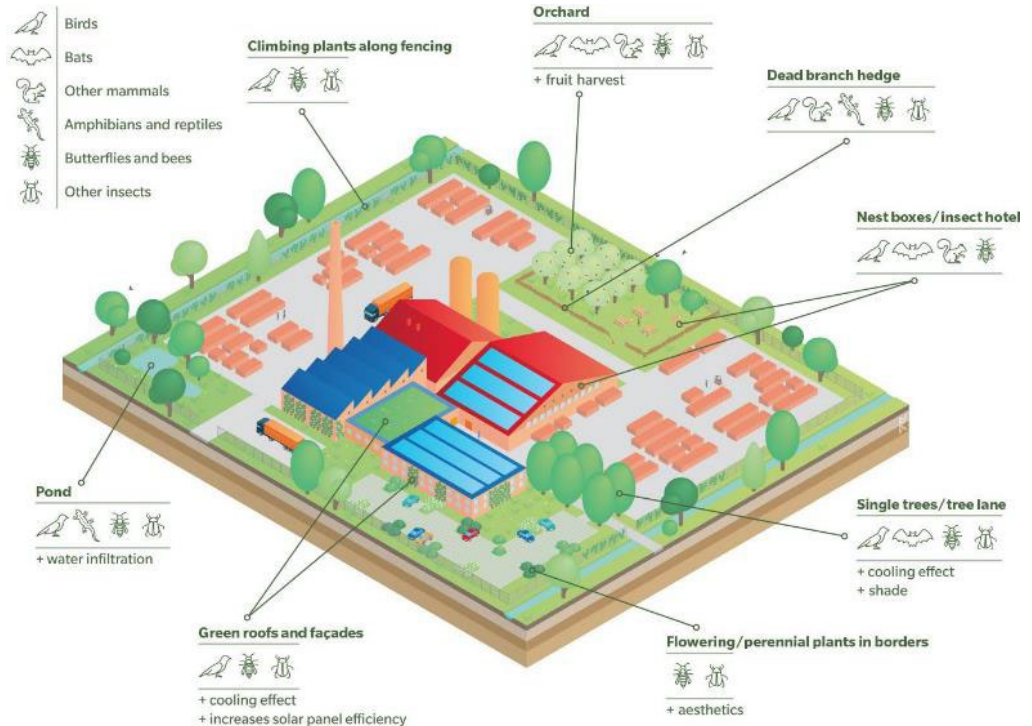 Birds
Bats
Other mammals
Amphibians and reptiles
Butterflies and bees
Other insects
Climbing plants along fencing
Orchard
+ fruit harvest
Dead branch hedge
Nest boxes/insect hotel
Pond
+ water infiltration
Single trees/tree lane
+ cooling effect
+ shade
Green roofs and façades
+ cooling effect
+ increases solar panel efficiency
Flowering/perennial plants in borders
+ aesthetics